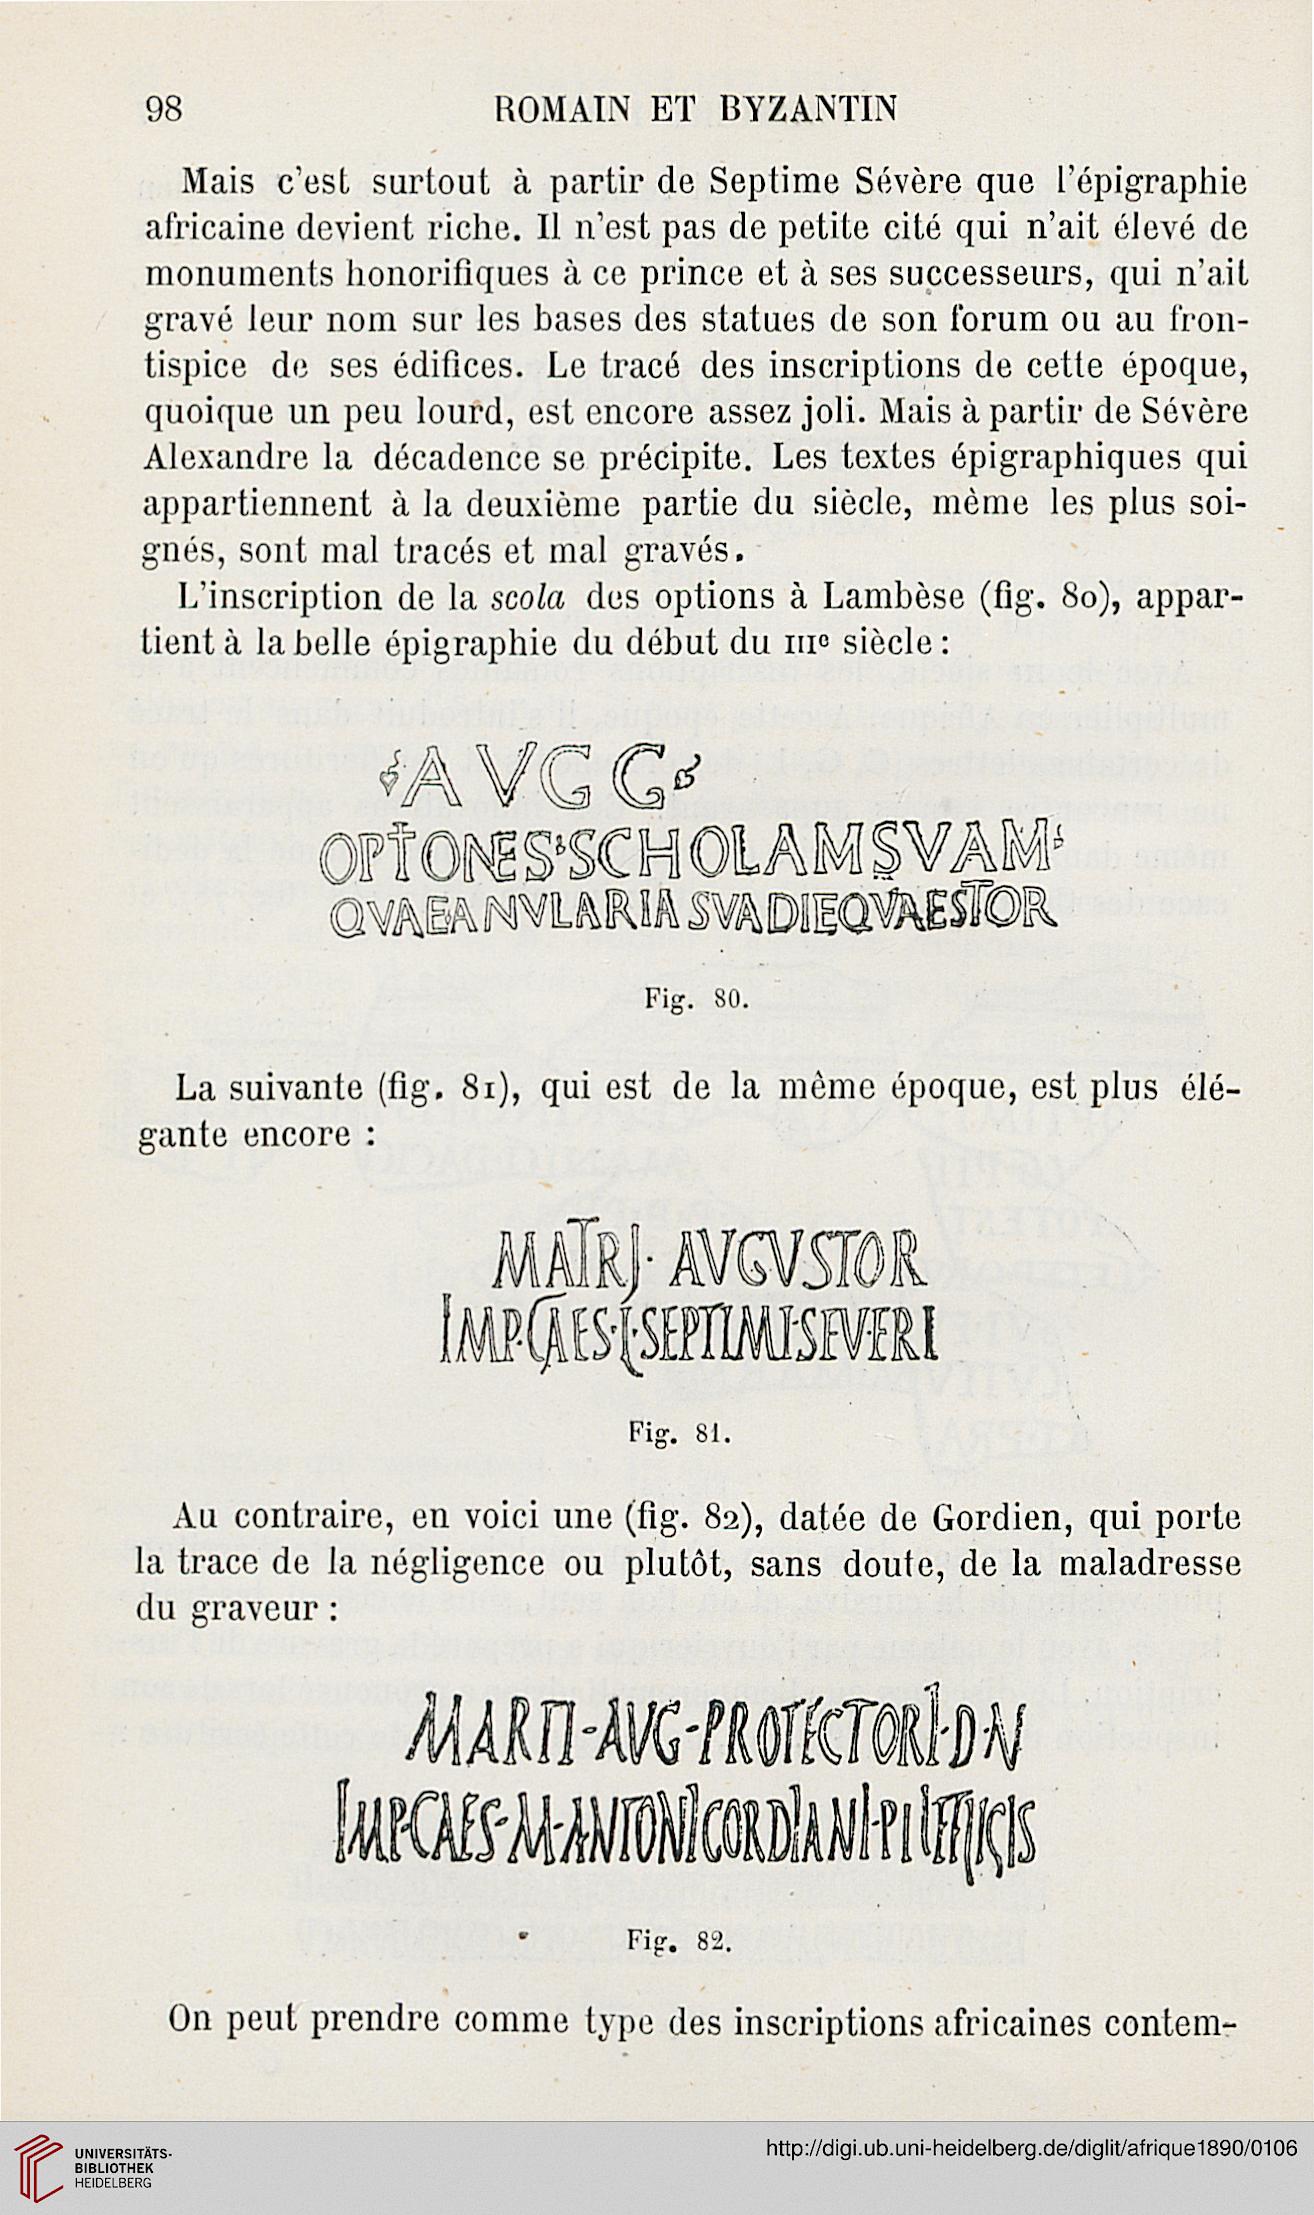 98 ROMAIN ET BYZANTIN
Mais c'est surtout à partir de Septime Sévère que l'épigraphie
africaine devient riche. Il n'est pas de petite cité qui n'ait élevé de
monuments honorifiques à ce prince et à ses successeurs, qui n'ait
gravé leur nom sur les bases des statues de son forum ou au fron-
tispice de ses édifices. Le tracé des inscriptions de cette époque,
quoique un peu lourd, est encore assez joli. Mais à partir de Sévère
Alexandre la décadence se précipite. Les textes épigraphiques qui
appartiennent à la deuxième partie du siècle, même les plus soi-
gnés, sont mal tracés et mal gravés.
L'inscription de la scola des options à Lambèse (fig. 80), appar-
tient à la belle épigraphie du début du IIIe siècle :
AVGG
OPTONES SCHOLAM SVAM
QVAE A NVLARIA SVA DIE QVAESTOR
Fig. 80.
La suivante (fig. 81), qui est de la même époque, est plus élé-
gante encore :
MATRI · AVGVSTOR
IMP·CAES·L·SEPTIMI·SEVERI
Fig. 81.
Au contraire, en voici une (fig. 82), datée de Gordien, qui porte
la trace de la négligence ou plutôt, sans doute, de la maladresse
du graveur :
MARTI-AVG-PROTECTORI·D·N
IMP·CAES·M·ANTONI GORDIANI·PII
Fig. 82.
On peut prendre comme type des inscriptions africaines contem-
UNIVERSITÄTS-
BIBLIOTHEK
HEIDELBERG
http://digi.ub.uni-heidelberg.de/diglit/afrique1890/0106